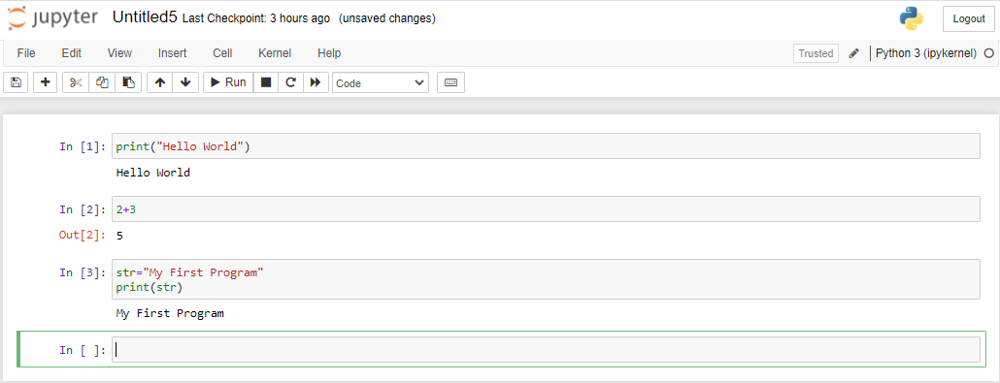 jupyter Untitled5 Last Checkpoint: 3 hours ago (unsaved changes) Logout
File Edit View Insert Cell Kernel Help Trusted Python 3 (ipykernel)
Run Code
In [1]: print("Hello World")
Hello World
In [2]: 2+3
Out[2]: 5
In [3]: str="My First Program"
print(str)
My First Program
In [ ]: